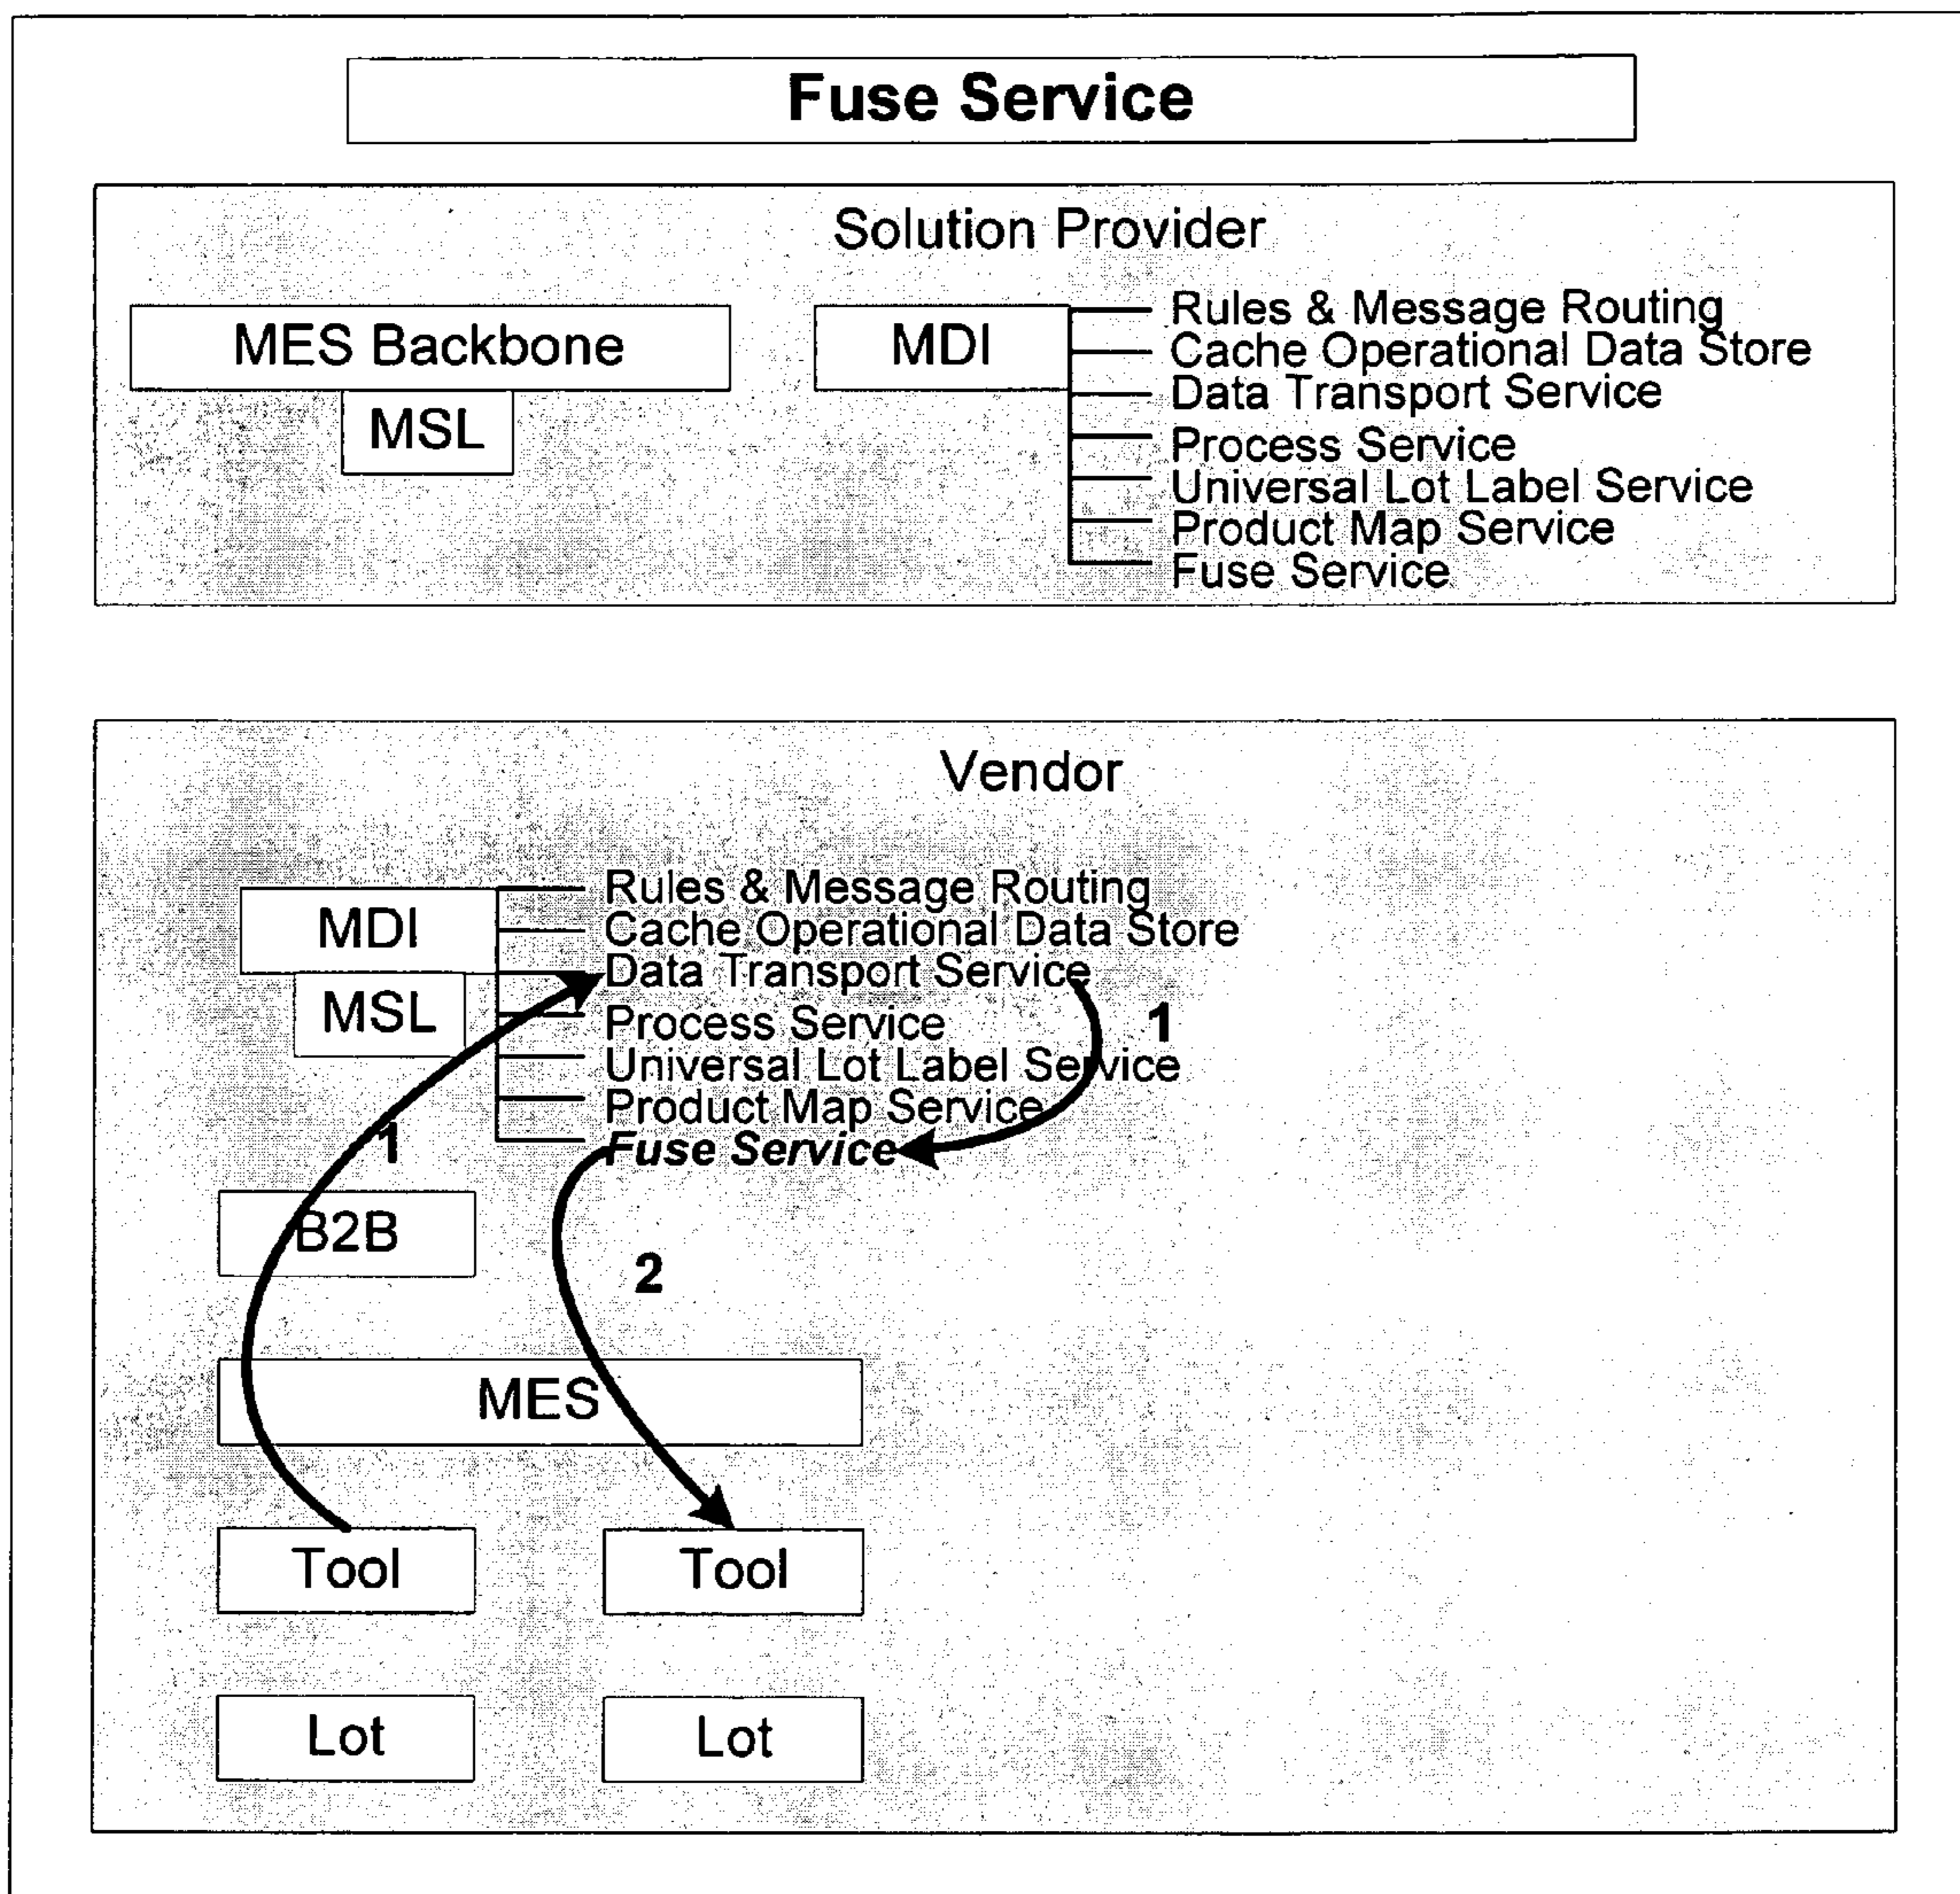 Fuse Service
Solution Provider
MES Backbone
MSL
MDI
Rules & Message Routing
Cache Operational Data Store
Data Transport Service
Process Service
Universal Lot Label Service
Product Map Service
Fuse Service
Vendor
MDI
MSL
Rules & Message Routing
Cache Operational Data Store
Data Transport Service
Process Service
Universal Lot Label Service
Product Map Service
Fuse Service
1
1
B2B
2
MES
Tool
Tool
Lot
Lot